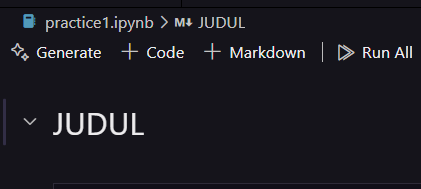 practice1.ipynb > M↓ JUDUL
Generate + Code + Markdown | Run All
JUDUL